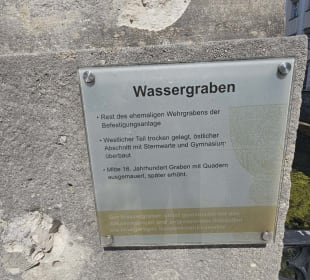 Wassergraben
• Rest des ehemaligen Wehrgrabens der
Befestigungsanlage
• Westlicher Teil trocken gelegt, östlicher
Abschnitt mit Sternwarte und Gymnasium
überbaut
• Mitte 16. Jahrhundert Graben mit Quadern
ausgemauert, später erhöht.